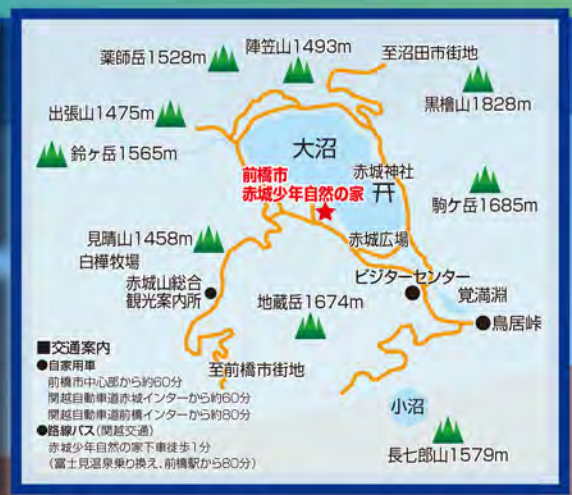 薬師岳1528m
陣笠山1493m
至沼田市街地
出張山1475m
黒檜山1828m
鈴ヶ岳1565m
大沼
前橋市
赤城少年自然の家
赤城神社
駒ケ岳1685m
見晴山1458m
白樺牧場
赤城広場
赤城山総合
観光案内所
ビジターセンター
地蔵岳1674m
覚満淵
鳥居峠
至前橋市街地
小沼
長七郎山1579m
■交通案内
●自家用車
前橋市中心部から約60分
関越自動車道赤城インターから約60分
関越自動車道前橋インターから約80分
●路線バス(関越交通)
赤城少年自然の家下車徒歩1分
(富士見温泉乗り換え、前橋駅から80分)